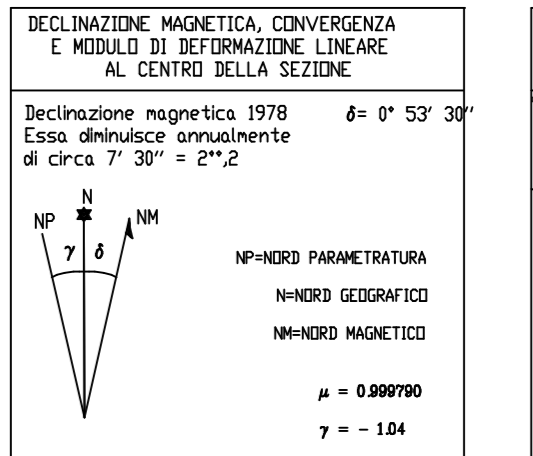 DECLINAZIONE MAGNETICA, CONVERGENZA
E MODULO DI DEFORMAZIONE LINEARE
AL CENTRO DELLA SEZIONE
Declinazione magnetica 1978 δ= 0° 53' 30''
Essa diminuisce annualmente
di circa 7' 30'' = 2**,2
N
NP NM
γ δ
NP=NORD PARAMETRATURA
N=NORD GEOGRAFICO
NM=NORD MAGNETICO
μ = 0.999790
γ = - 1.04